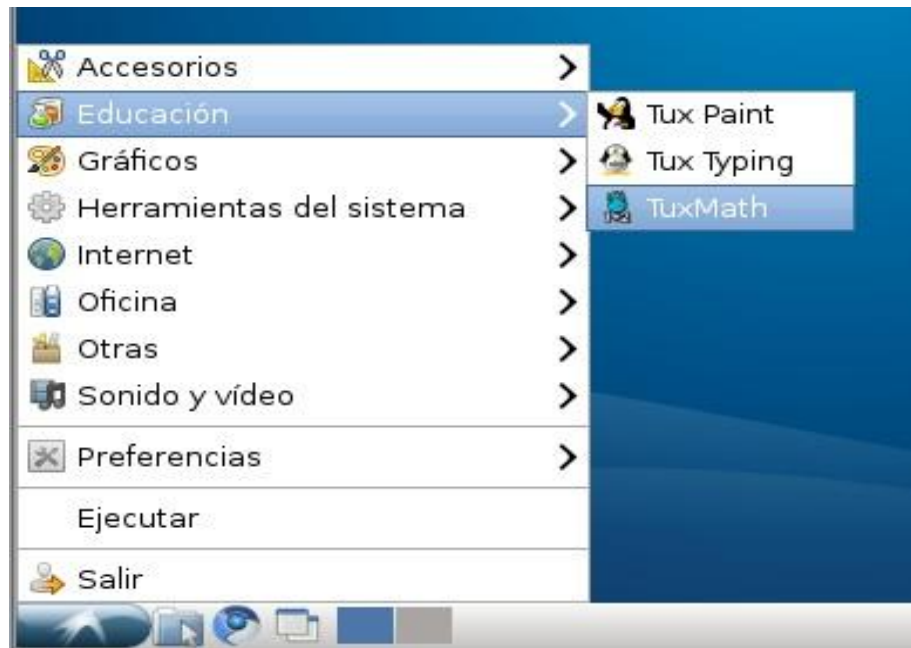 Accesorios
Educación
Tux Paint
Gráficos
Tux Typing
Herramientas del sistema
TuxMath
Internet
Oficina
Otras
Sonido y vídeo
Preferencias
Ejecutar
Salir